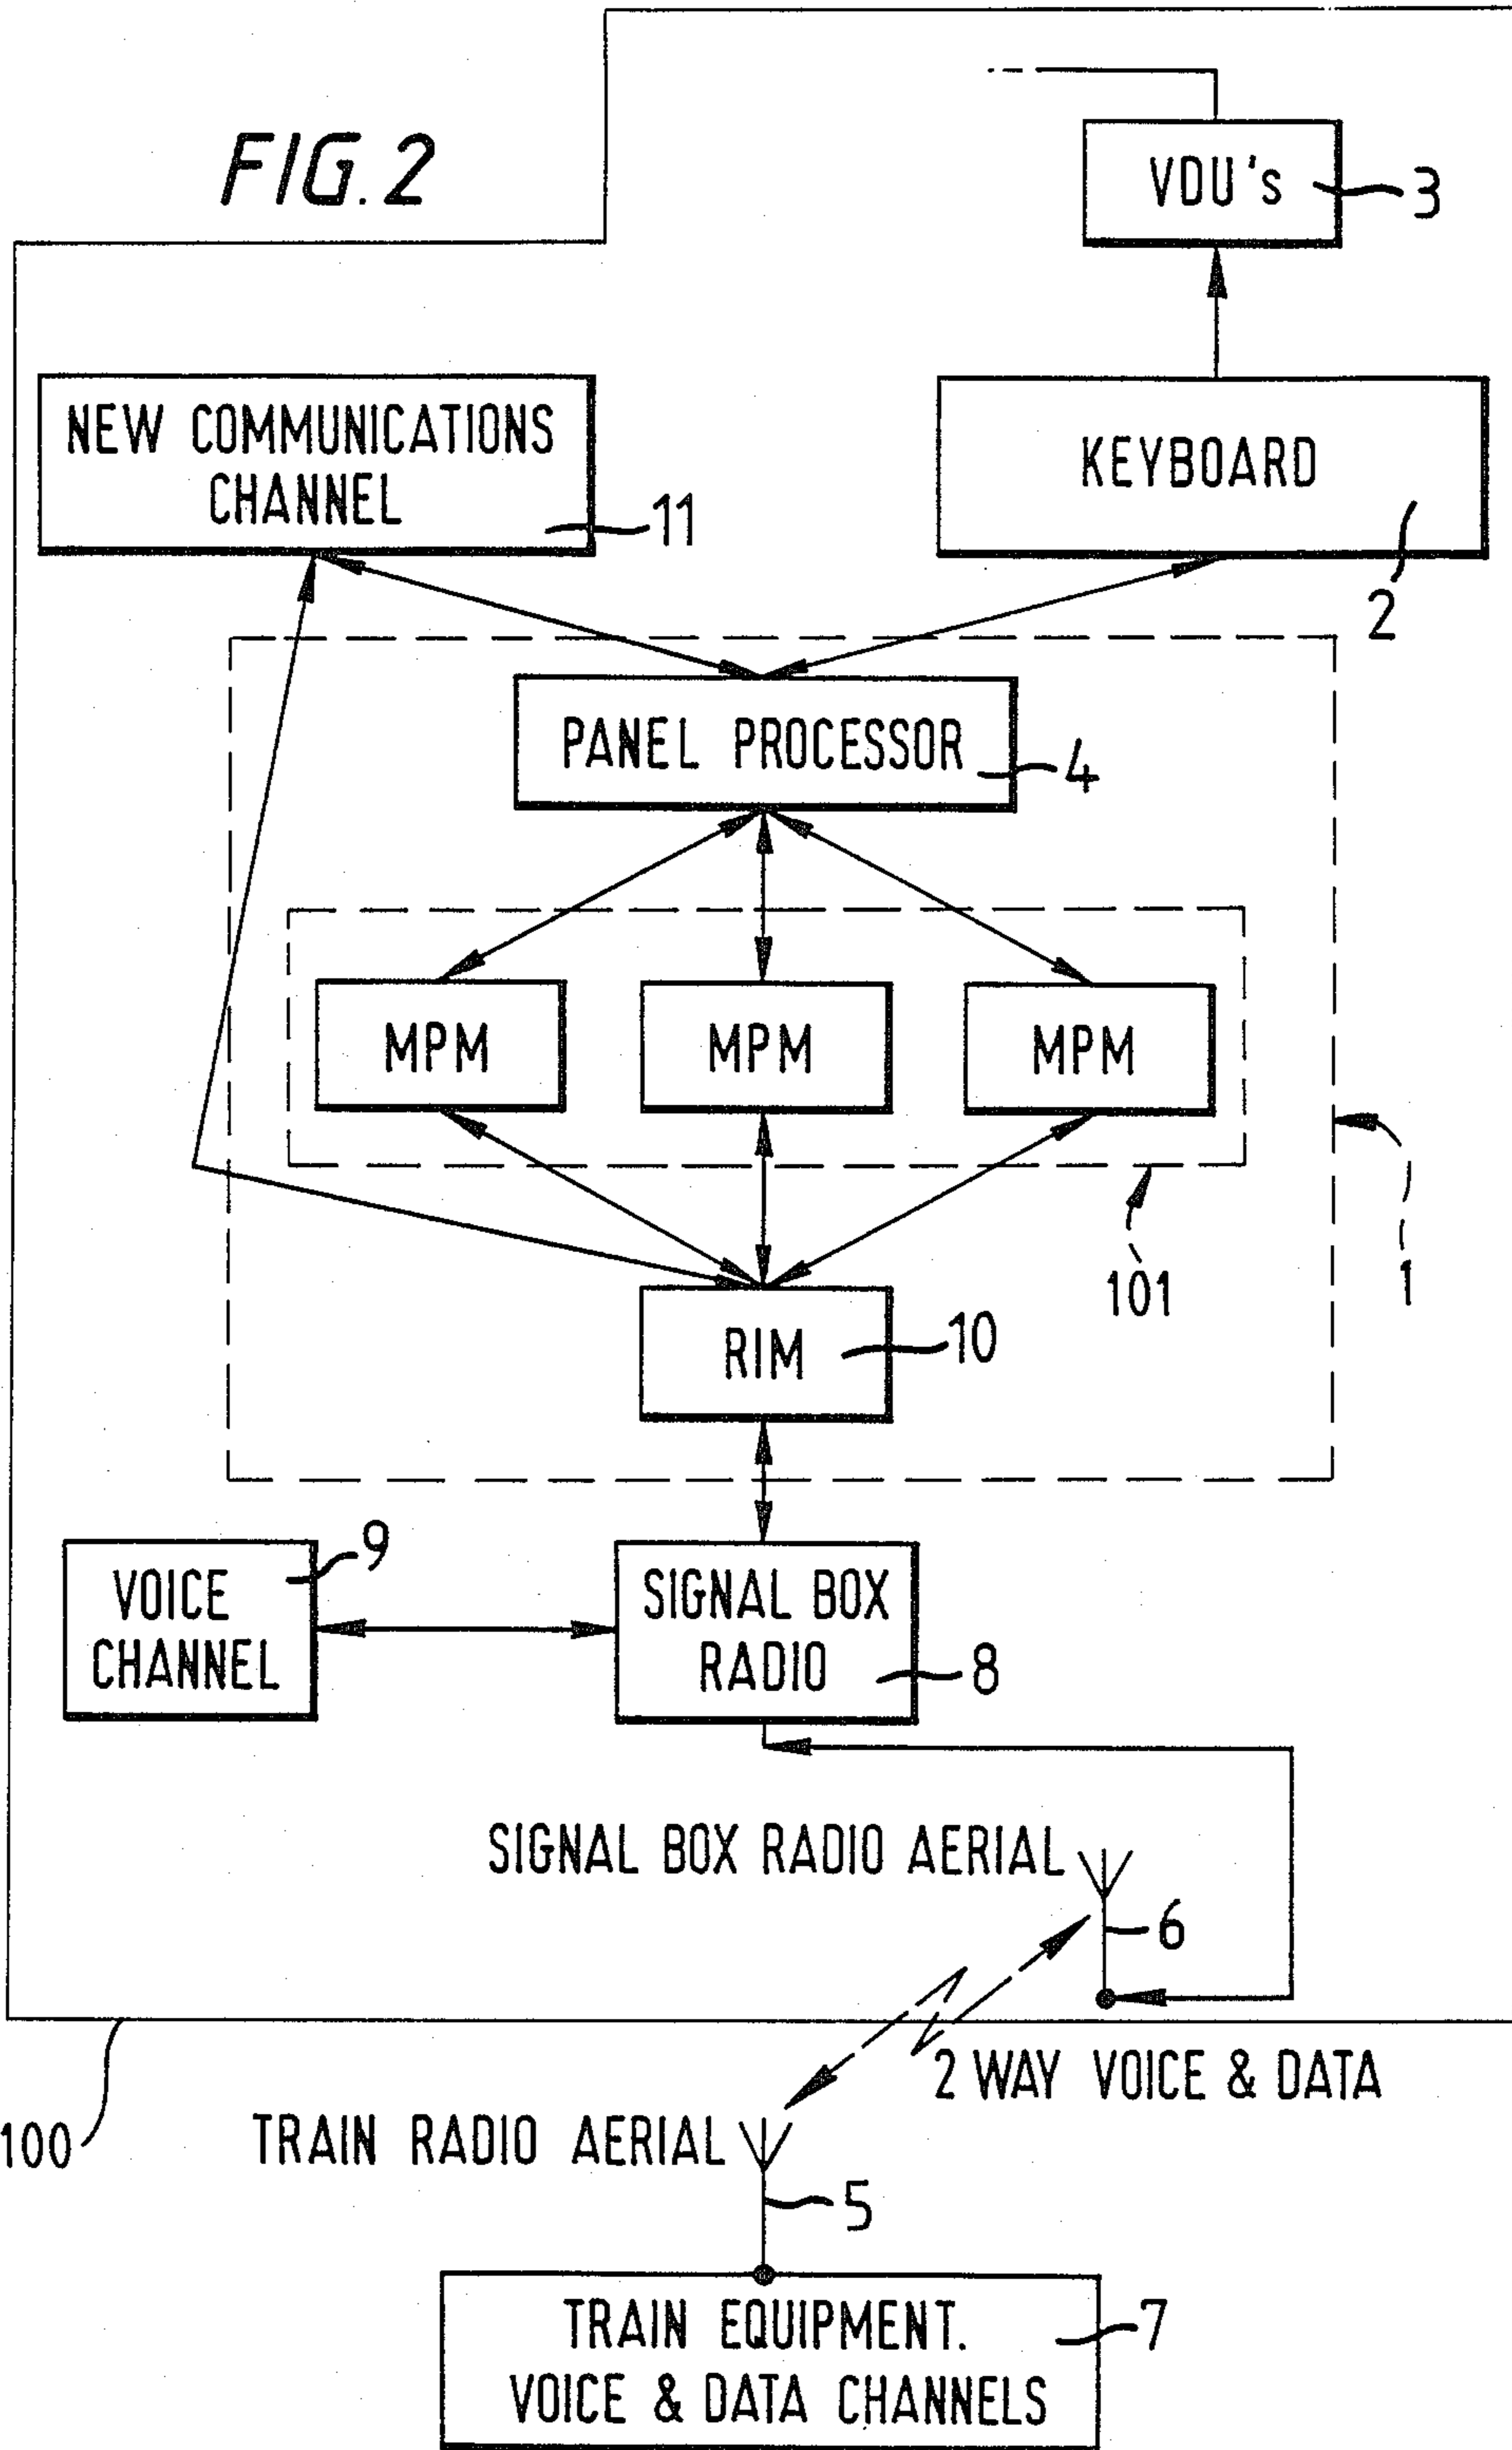 FIG. 2
VDU's
3
NEW COMMUNICATIONS
CHANNEL
11
KEYBOARD
2
PANEL PROCESSOR
4
MPM
MPM
MPM
1
101
RIM
10
VOICE
CHANNEL
9
SIGNAL BOX
RADIO
8
SIGNAL BOX RADIO AERIAL
6
2 WAY VOICE & DATA
100
TRAIN RADIO AERIAL
5
TRAIN EQUIPMENT.
VOICE & DATA CHANNELS
7